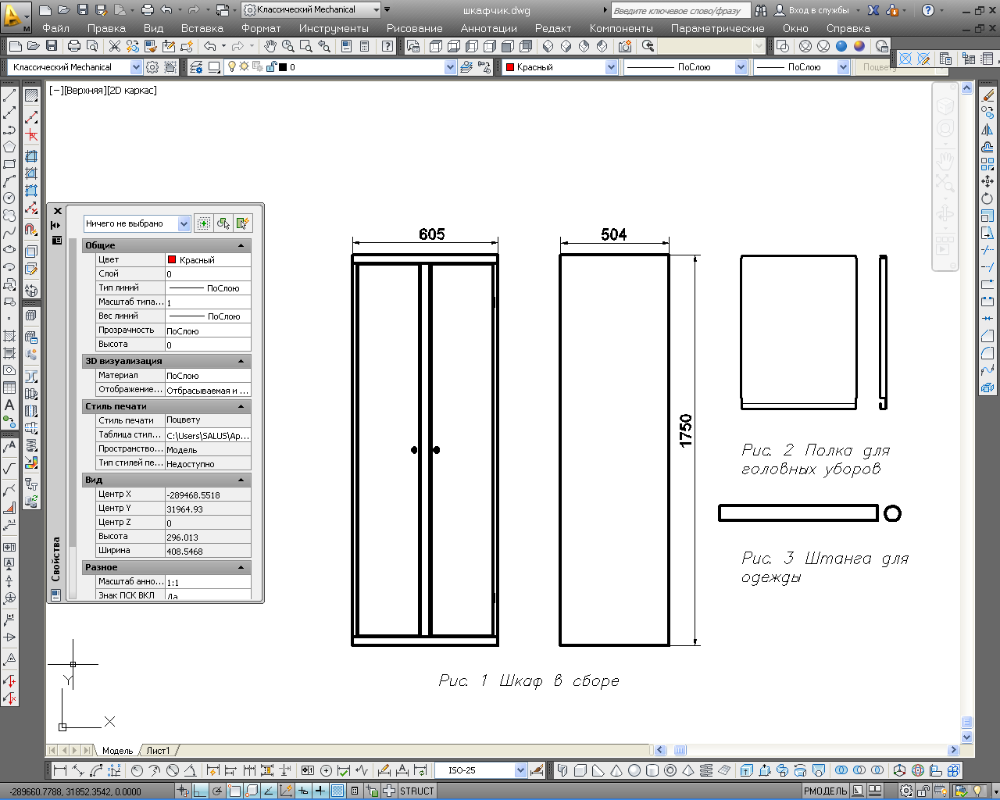 Классический Mechanical
шкафчик.dwg
Введите ключевое слово/фразу
Вход в службы
Файл Правка Вид Вставка Формат Инструменты Рисование Аннотации Редакт Компоненты Параметрические Окно Справка
Классический Mechanical
0
Красный
ПоСлою
ПоСлою
[−][Верхняя][2D каркас]
Ничего не выбрано
Общие
Цвет Красный
Слой 0
Тип линий ПоСлою
Масштаб типа... 1
Вес линий ПоСлою
Прозрачность ПоСлою
Высота 0
3D визуализация
Материал ПоСлою
Отображение... Отбрасываемая и ...
Стиль печати
Стиль печати Поцвету
Таблица стил... C:\Users\SALUS\Ap...
Пространство... Модель
Тип стилей пе... Недоступно
Вид
Центр X -289468.5518
Центр Y 31964.93
Центр Z 0
Высота 296.013
Ширина 408.5468
Разное
Масштаб анно... 1:1
Знак ПСК ВКЛ Да
Свойства
605
504
1750
Рис. 2 Полка для
головных уборов
Рис. 3 Штанга для
одежды
Рис. 1 Шкаф в сборе
Y
X
Модель Лист1
ISO-25
-289660.7788, 31852.3542, 0.0000
STRUCT
РМОДЕЛЬ